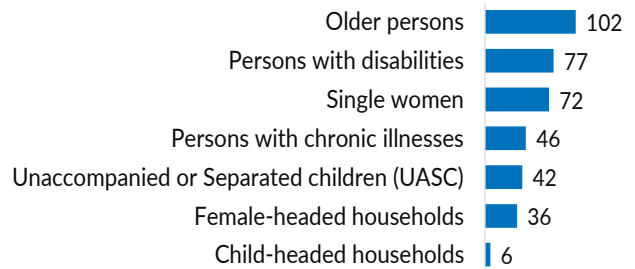 Older persons 102
Persons with disabilities 77
Single women 72
Persons with chronic illnesses 46
Unaccompanied or Separated children (UASC) 42
Female-headed households 36
Child-headed households 6